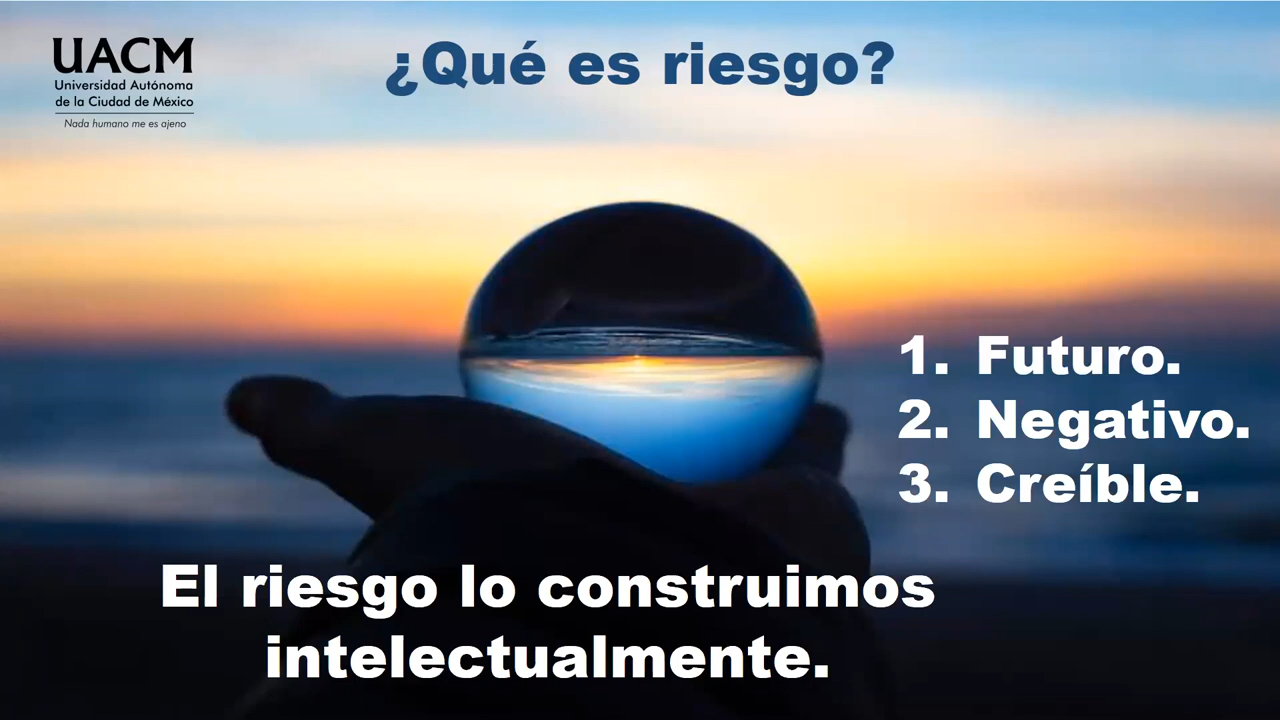 UACM
Universidad Autónoma
de la Ciudad de México
Nada humano me es ajeno
¿Qué es riesgo?
1. Futuro.
2. Negativo.
3. Creíble.
El riesgo lo construimos
intelectualmente.